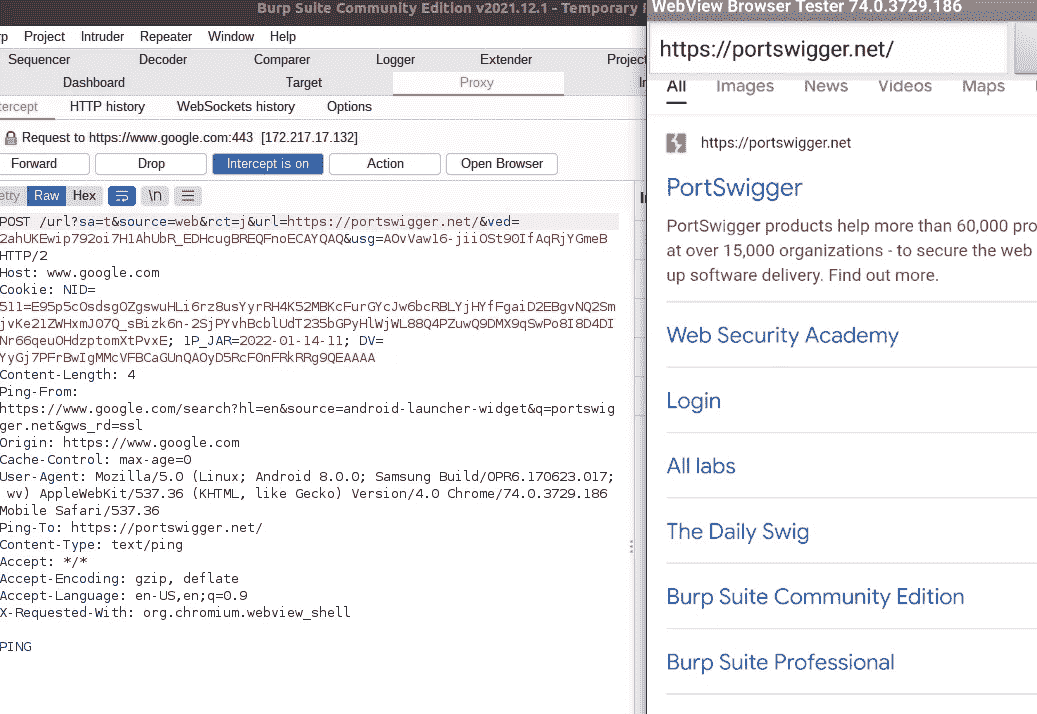 Burp Suite Community Edition v2021.12.1 - Temporary
rp Project Intruder Repeater Window Help
Sequencer Decoder Comparer Logger Extender Project
Dashboard Target Proxy In
tercept HTTP history WebSockets history Options
Request to https://www.google.com:443 [172.217.17.132]
Forward Drop Intercept is on Action Open Browser
etty Raw Hex \n
In
POST /url?sa=t&source=web&rct=j&url=https://portswigger.net/&ved=
2ahUKEwip792oi7H1AhUbR_EDHcugBREQFnoECAYQAQ&usg=AOvVaw16-jiiOSt90IfAqRjYGmeB
HTTP/2
Host: www.google.com
Cookie: NID=
511=E95p5cOsdsgOZgswuHLi6rz8usYyrRH4K52MBKcFurGYcJw6bcRBLYjHYfFgaiD2EBgvNQ2Sm
jvKe21ZWHxmJ07Q_sBizk6n-2SjPYvhBcblUdT235bGPyHlWjWL88Q4PZuwQ9DMX9qSwPo8I8D4DI
Nr66qeuOHdzptomXtPvxE; 1P_JAR=2022-01-14-11; DV=
YyGj7PFrBwIgMMcVFBCaGUnQAOyD5RcF0nFRkRRg9QEAAAA
Content-Length: 4
Ping-From:
https://www.google.com/search?hl=en&source=android-launcher-widget&q=portswig
ger.net&gws_rd=ssl
Origin: https://www.google.com
Cache-Control: max-age=0
User-Agent: Mozilla/5.0 (Linux; Android 8.0.0; Samsung Build/OPR6.170623.017;
wv) AppleWebKit/537.36 (KHTML, like Gecko) Version/4.0 Chrome/74.0.3729.186
Mobile Safari/537.36
Ping-To: https://portswigger.net/
Content-Type: text/ping
Accept: */*
Accept-Encoding: gzip, deflate
Accept-Language: en-US,en;q=0.9
X-Requested-With: org.chromium.webview_shell
PING
WebView Browser Tester 74.0.3729.186
https://portswigger.net/
All Images News Videos Maps
https://portswigger.net
PortSwigger
PortSwigger products help more than 60,000 pro
at over 15,000 organizations - to secure the web
up software delivery. Find out more.
Web Security Academy
Login
All labs
The Daily Swig
Burp Suite Community Edition
Burp Suite Professional